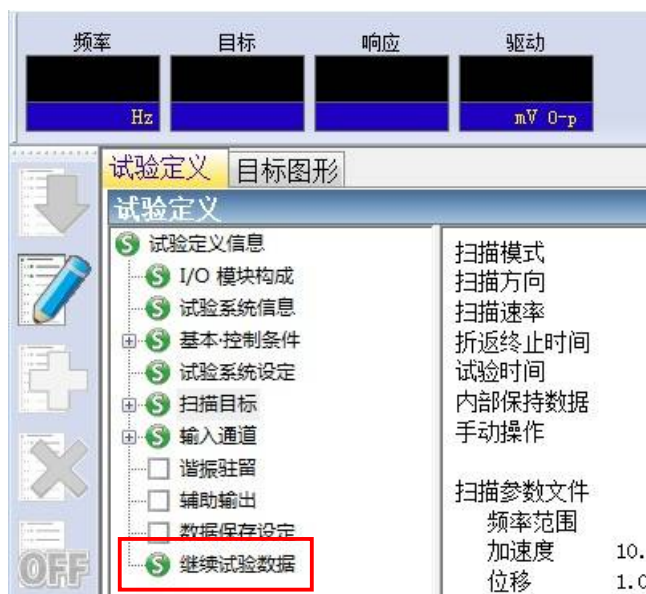 频率 目标 响应 驱动
Hz mV 0-p
试验定义 目标图形
试验定义
试验定义信息
I/O 模块构成
试验系统信息
基本·控制条件
试验系统设定
扫描目标
输入通道
谐振驻留
辅助输出
数据保存设定
继续试验数据
扫描模式
扫描方向
扫描速率
折返终止时间
试验时间
内部保持数据
手动操作
扫描参数文件
频率范围
加速度 10.
位移 1.0
OFF